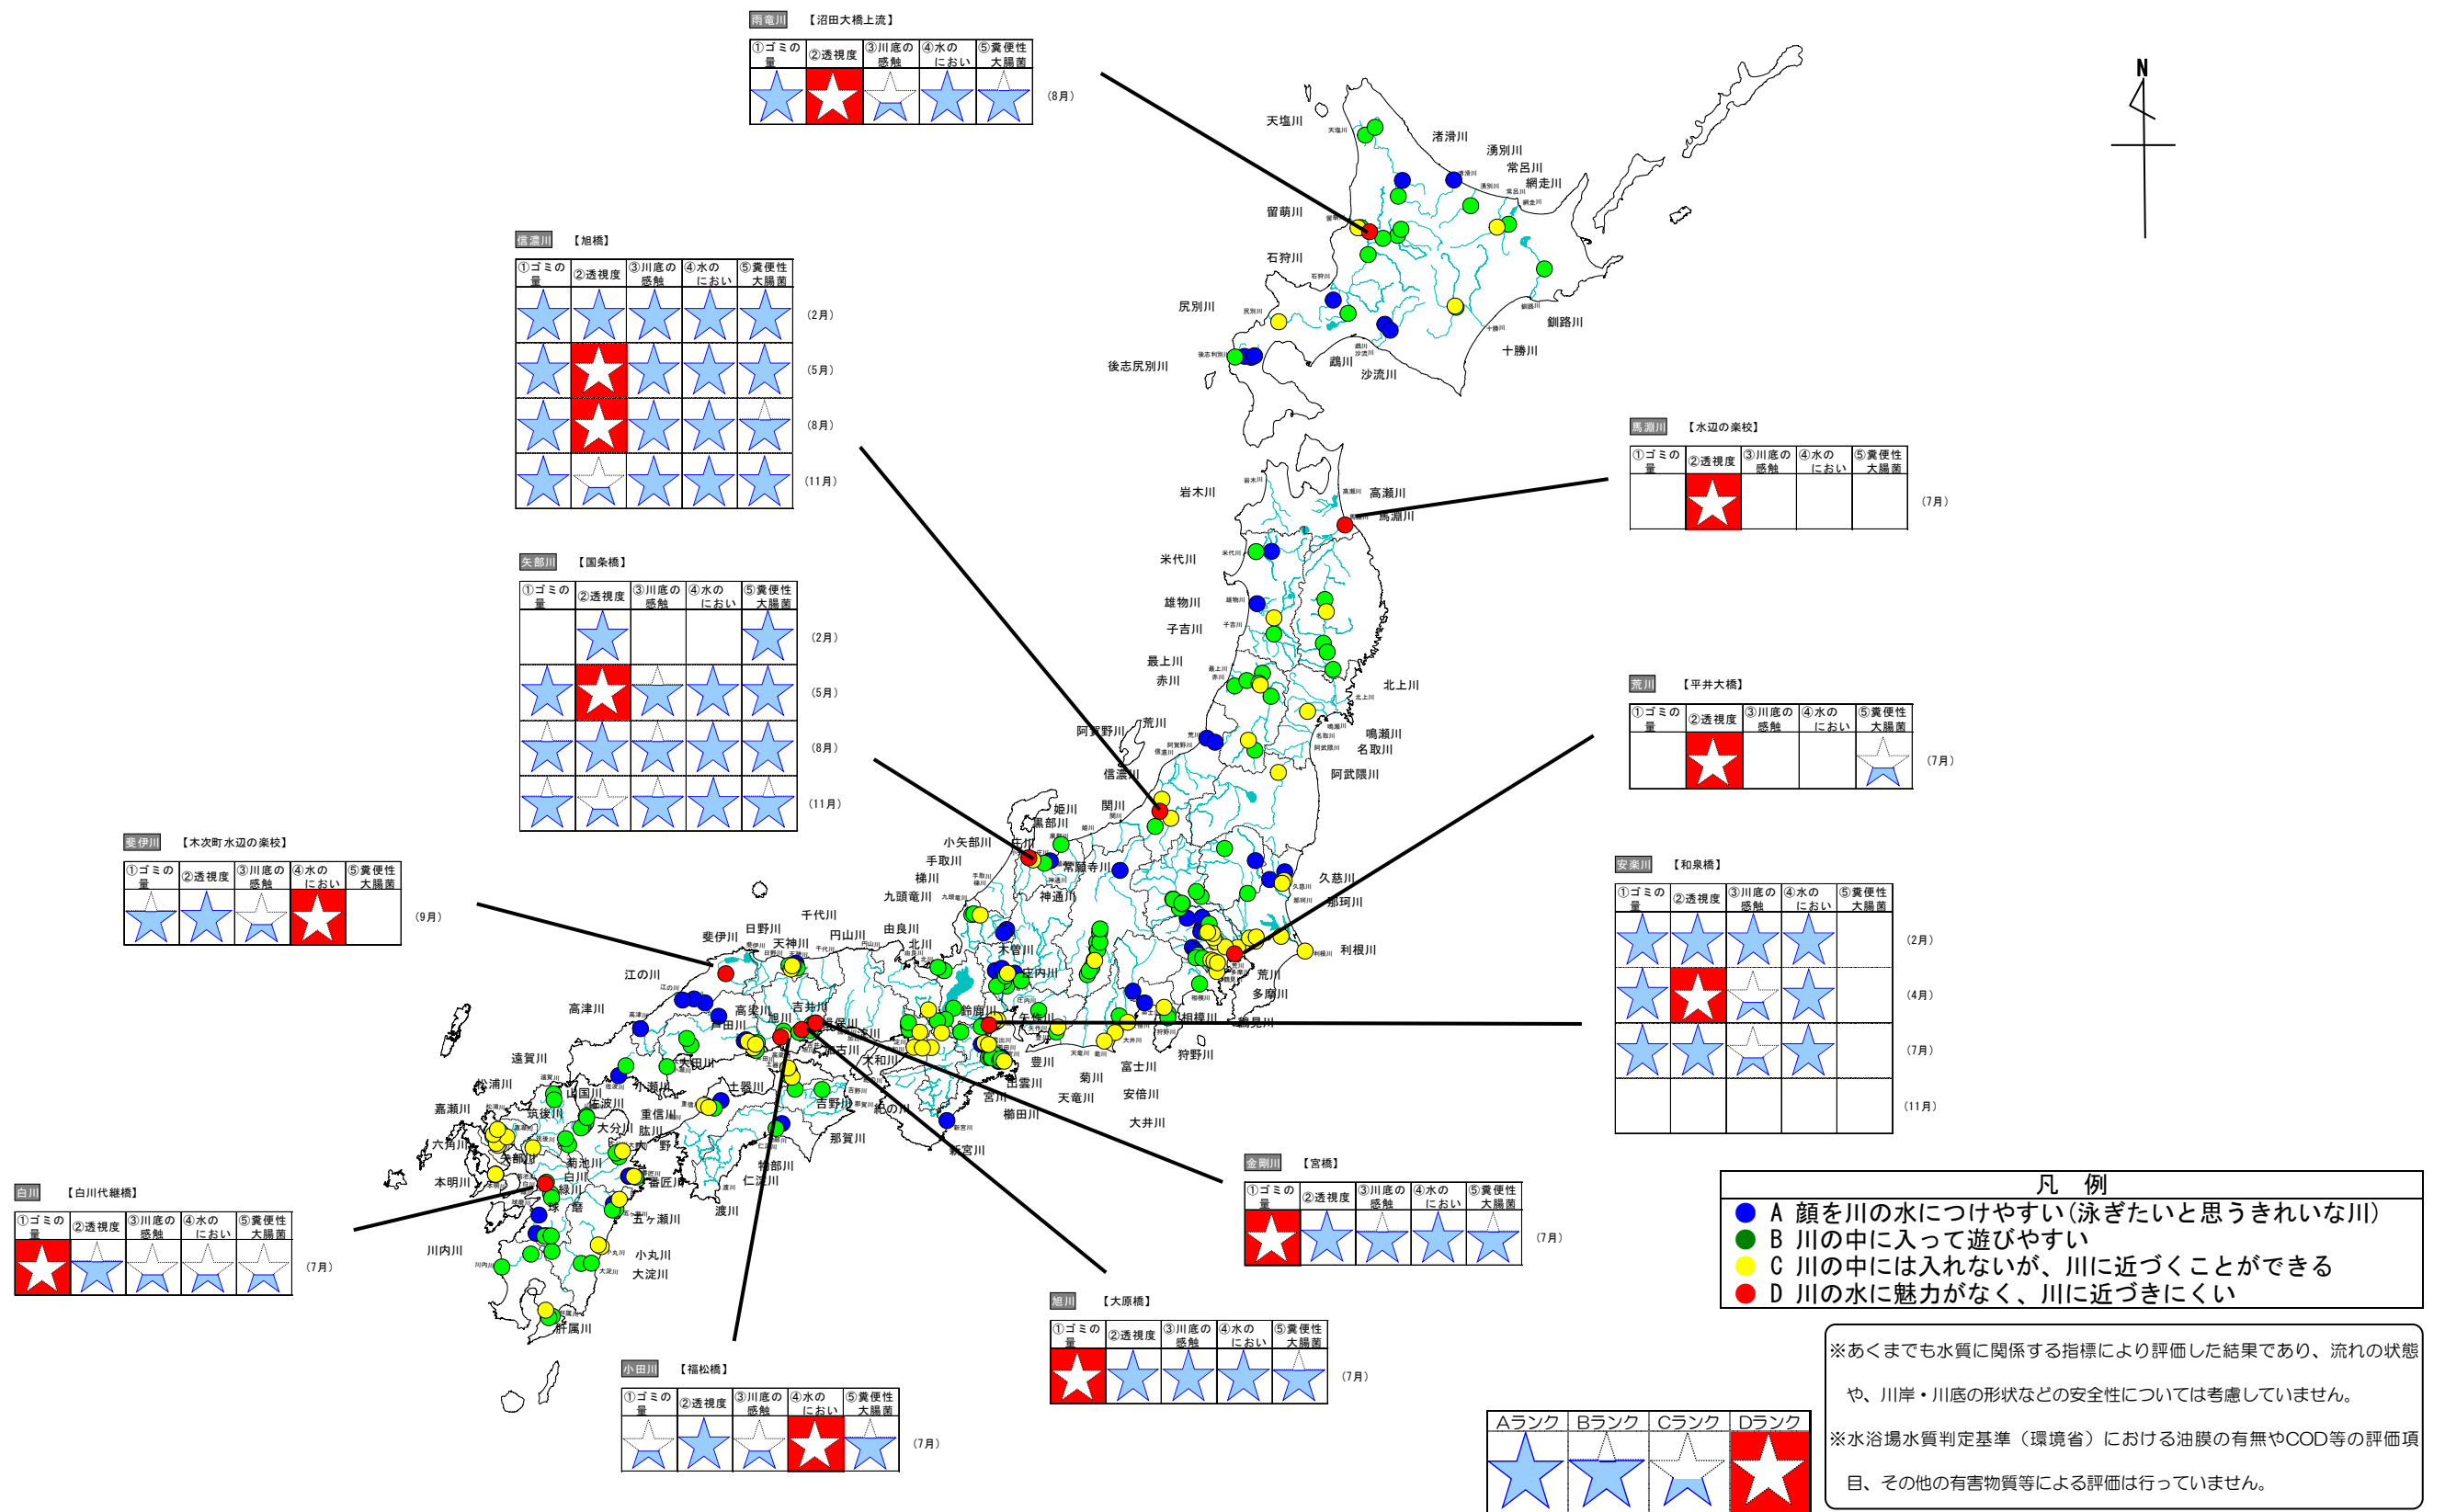 雨竜川 【沼田大橋上流】
①ゴミの量 ②透視度 ③川底の感触 ④水のにおい ⑤糞便性大腸菌
(8月)
N
信濃川 【旭橋】
①ゴミの量 ②透視度 ③川底の感触 ④水のにおい ⑤糞便性大腸菌
(2月)
(5月)
(8月)
(11月)
矢部川 【国条橋】
①ゴミの量 ②透視度 ③川底の感触 ④水のにおい ⑤糞便性大腸菌
(2月)
(5月)
(8月)
(11月)
斐伊川 【木次町水辺の楽校】
①ゴミの量 ②透視度 ③川底の感触 ④水のにおい ⑤糞便性大腸菌
(9月)
白川 【白川代継橋】
①ゴミの量 ②透視度 ③川底の感触 ④水のにおい ⑤糞便性大腸菌
(7月)
小田川 【福松橋】
①ゴミの量 ②透視度 ③川底の感触 ④水のにおい ⑤糞便性大腸菌
(7月)
旭川 【大原橋】
①ゴミの量 ②透視度 ③川底の感触 ④水のにおい ⑤糞便性大腸菌
(7月)
金剛川 【宮橋】
①ゴミの量 ②透視度 ③川底の感触 ④水のにおい ⑤糞便性大腸菌
(7月)
馬淵川 【水辺の楽校】
①ゴミの量 ②透視度 ③川底の感触 ④水のにおい ⑤糞便性大腸菌
(7月)
荒川 【平井大橋】
①ゴミの量 ②透視度 ③川底の感触 ④水のにおい ⑤糞便性大腸菌
(7月)
安楽川 【和泉橋】
①ゴミの量 ②透視度 ③川底の感触 ④水のにおい ⑤糞便性大腸菌
(2月)
(4月)
(7月)
(11月)
天塩川
渚滑川
湧別川
常呂川
網走川
留萌川
石狩川
尻別川
後志尻別川
釧路川
十勝川
鵡川
沙流川
岩木川
高瀬川
馬淵川
米代川
雄物川
子吉川
最上川
赤川
北上川
鳴瀬川
名取川
阿武隈川
荒川
阿賀野川
信濃川
関川
姫川
黒部川
常願寺川
神通川
庄川
小矢部川
手取川
梯川
九頭竜川
久慈川
那珂川
利根川
荒川
多摩川
鶴見川
相模川
狩野川
富士川
安倍川
大井川
菊川
天竜川
豊川
矢作川
庄内川
木曽川
鈴鹿川
出雲川
櫛田川
宮川
新宮川
紀の川
大和川
北川
由良川
円山川
加古川
揖保川
千代川
天神川
日野川
斐伊川
江の川
高津川
吉井川
旭川
高梁川
芦田川
太田川
小瀬川
佐波川
土器川
吉野川
那賀川
物部川
仁淀川
渡川
重信川
肱川
遠賀川
山国川
松浦川
筑後川
嘉瀬川
六角川
矢部川
本明川
菊池川
白川
緑川
球磨
大分川
大野
番匠川
五ヶ瀬川
小丸川
大淀川
川内川
肝属川
凡 例
A 顔を川の水につけやすい(泳ぎたいと思うきれいな川)
B 川の中に入って遊びやすい
C 川の中には入れないが、川に近づくことができる
D 川の水に魅力がなく、川に近づきにくい
Aランク Bランク Cランク Dランク
※あくまでも水質に関係する指標により評価した結果であり、流れの状態
や、川岸・川底の形状などの安全性については考慮していません。
※水浴場水質判定基準（環境省）における油膜の有無やCOD等の評価項
目、その他の有害物質等による評価は行っていません。